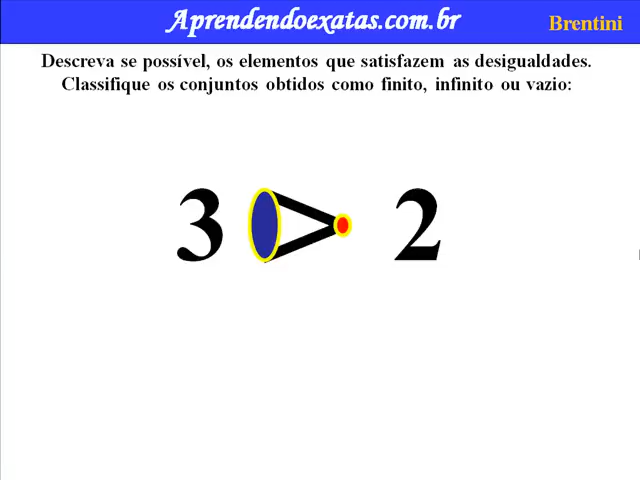 Aprendendoexatas.com.br
Brentini
Descreva se possível, os elementos que satisfazem as desigualdades.
Classifique os conjuntos obtidos como finito, infinito ou vazio:
3 > 2